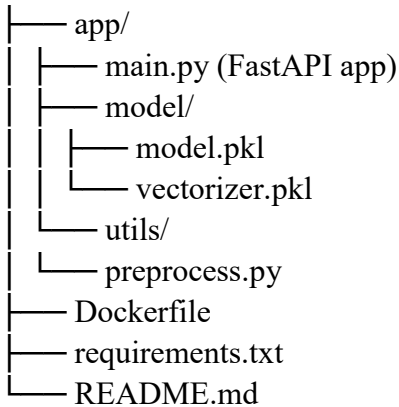 ├── app/
│ ├── main.py (FastAPI app)
│ ├── model/
│ │ ├── model.pkl
│ │ └── vectorizer.pkl
│ └── utils/
│ └── preprocess.py
├── Dockerfile
├── requirements.txt
└── README.md